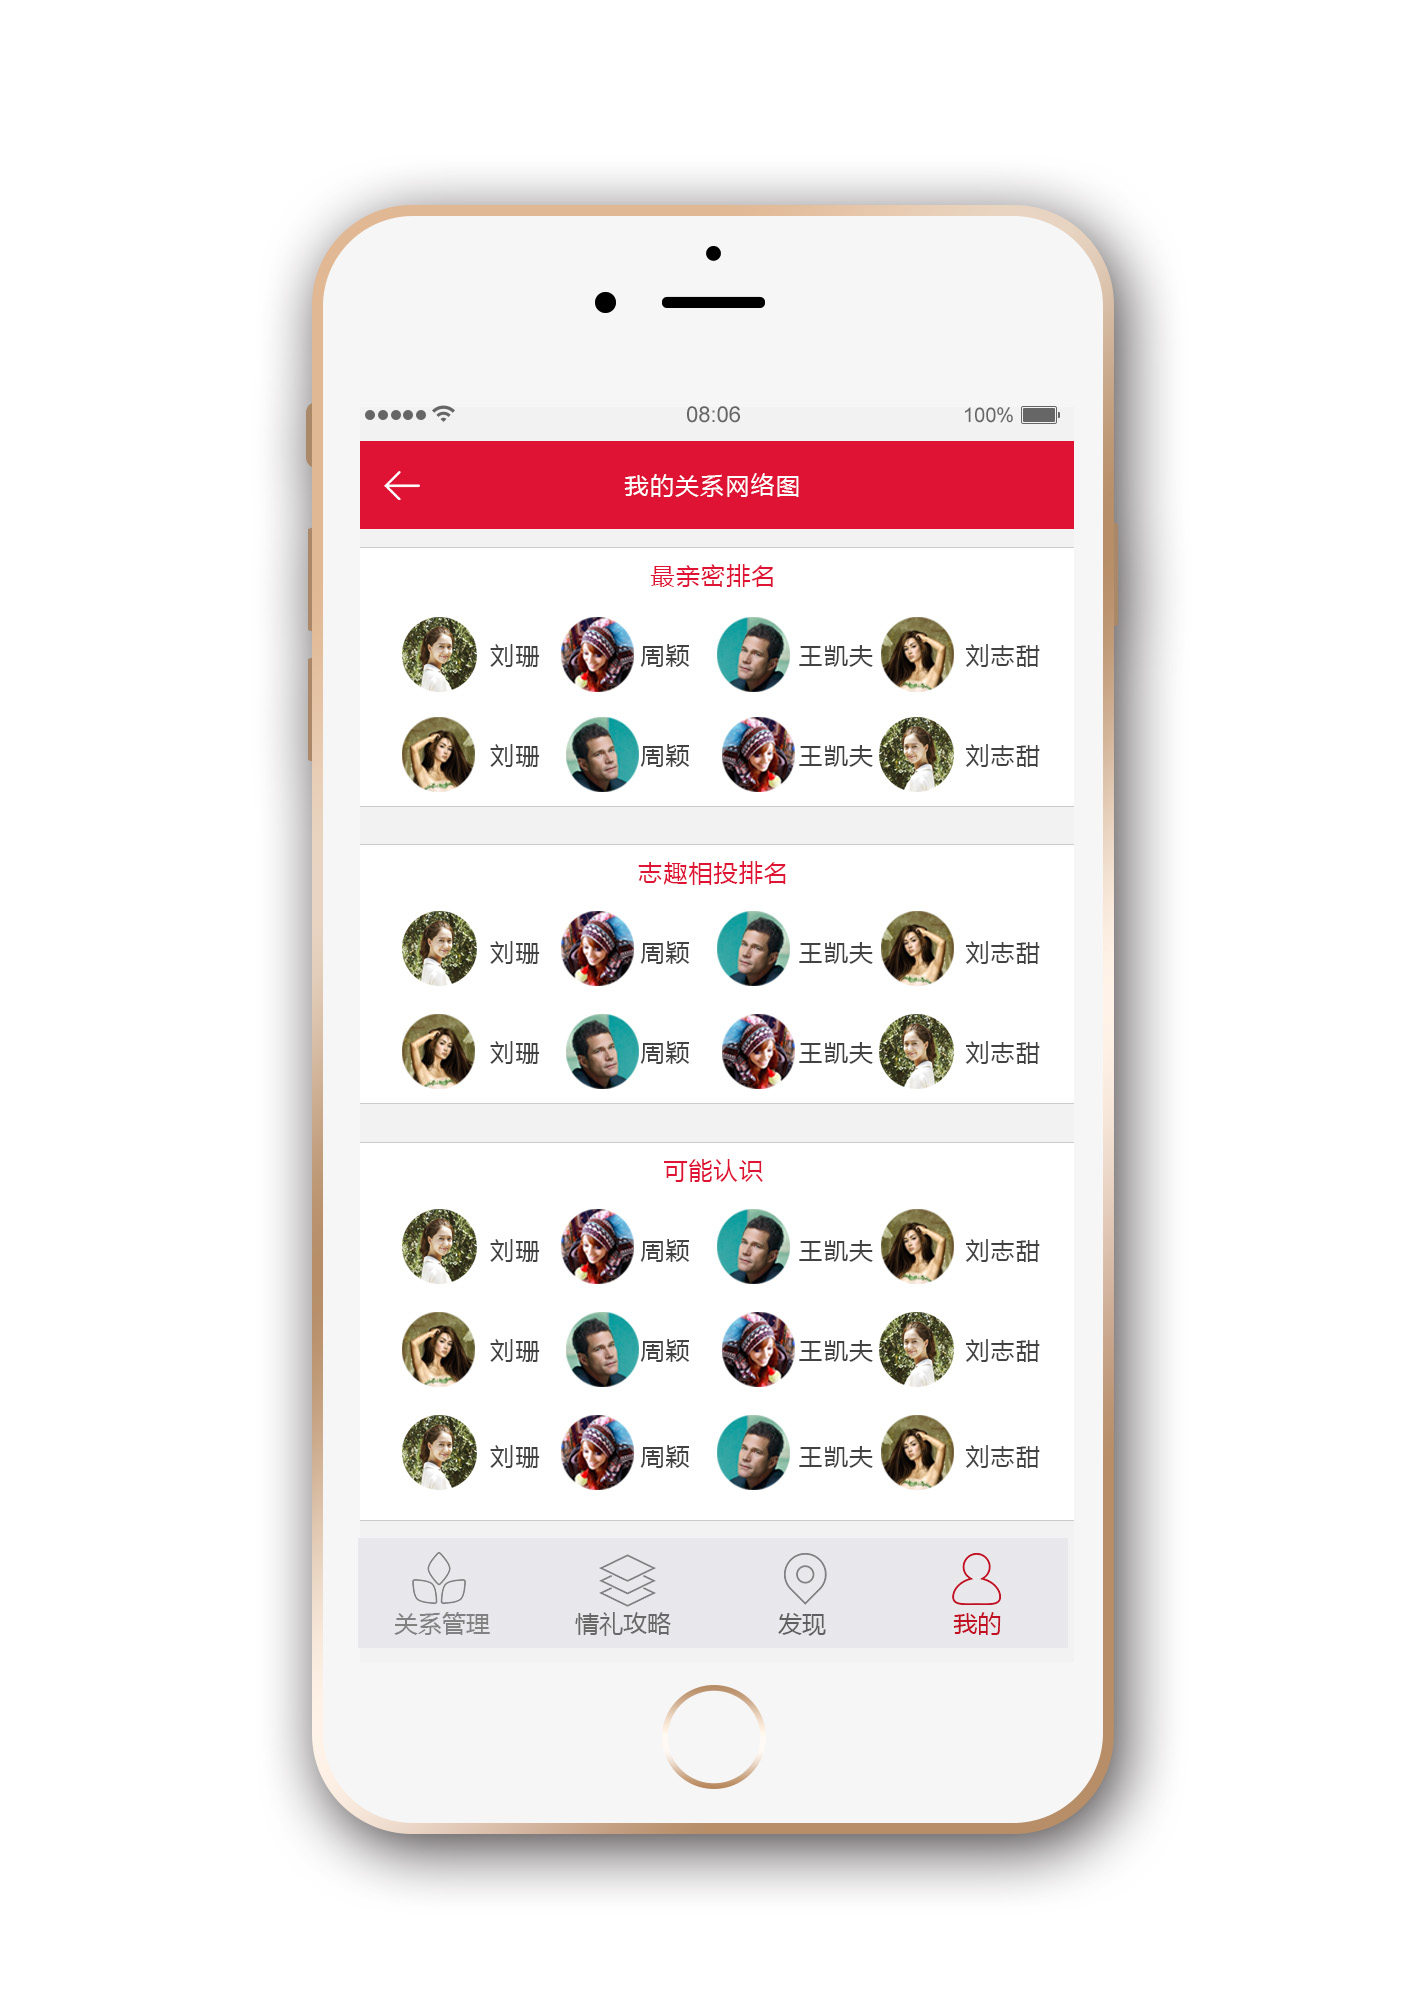 08:06 100%
我的关系网络图
最亲密排名
刘珊 周颖 王凯夫 刘志甜
刘珊 周颖 王凯夫 刘志甜
志趣相投排名
刘珊 周颖 王凯夫 刘志甜
刘珊 周颖 王凯夫 刘志甜
可能认识
刘珊 周颖 王凯夫 刘志甜
刘珊 周颖 王凯夫 刘志甜
刘珊 周颖 王凯夫 刘志甜
关系管理 情礼攻略 发现 我的